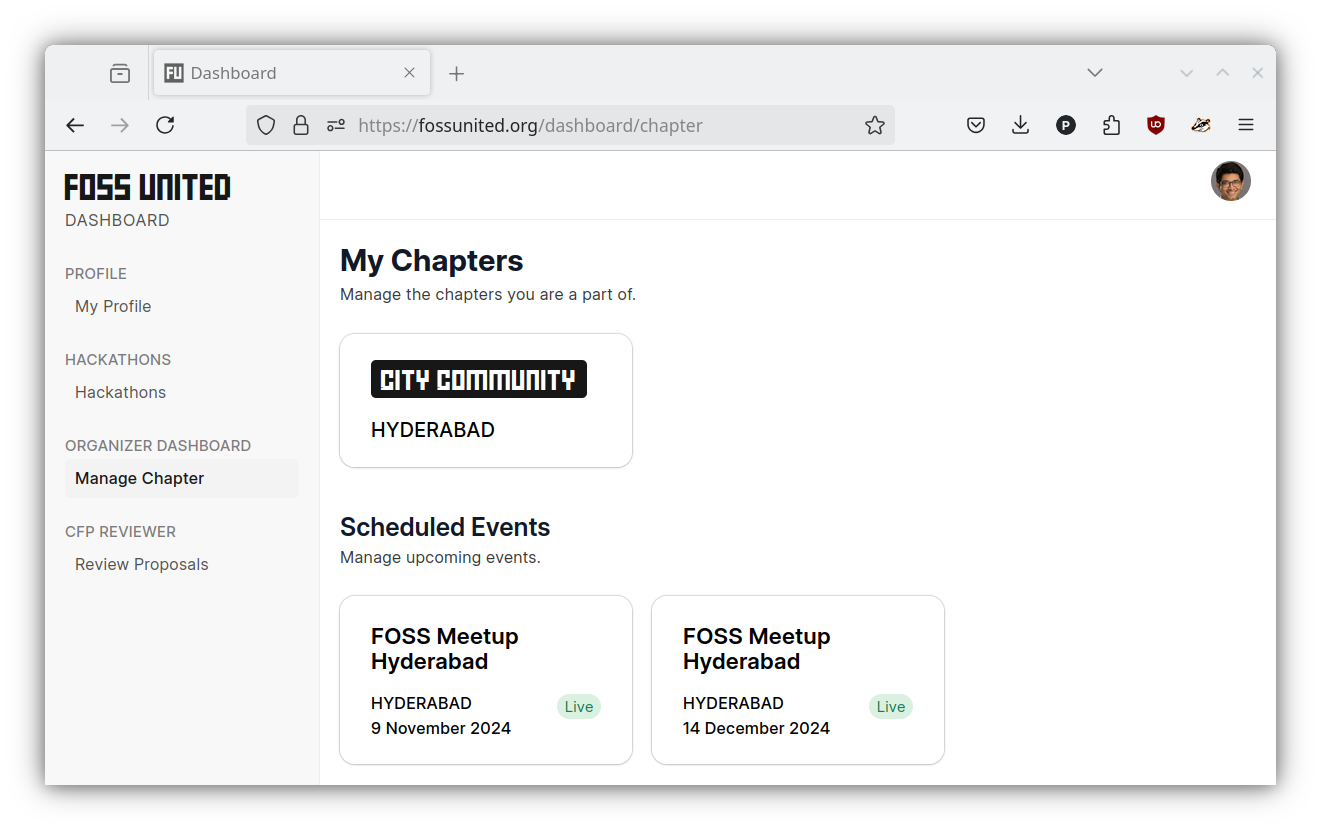 FU Dashboard
https://fossunited.org/dashboard/chapter
P
uo
FOSS UNITED
DASHBOARD
PROFILE
My Profile
HACKATHONS
Hackathons
ORGANIZER DASHBOARD
Manage Chapter
CFP REVIEWER
Review Proposals
My Chapters
Manage the chapters you are a part of.
CITY COMMUNITY
HYDERABAD
Scheduled Events
Manage upcoming events.
FOSS Meetup
Hyderabad
HYDERABAD
9 November 2024
Live
FOSS Meetup
Hyderabad
HYDERABAD
14 December 2024
Live